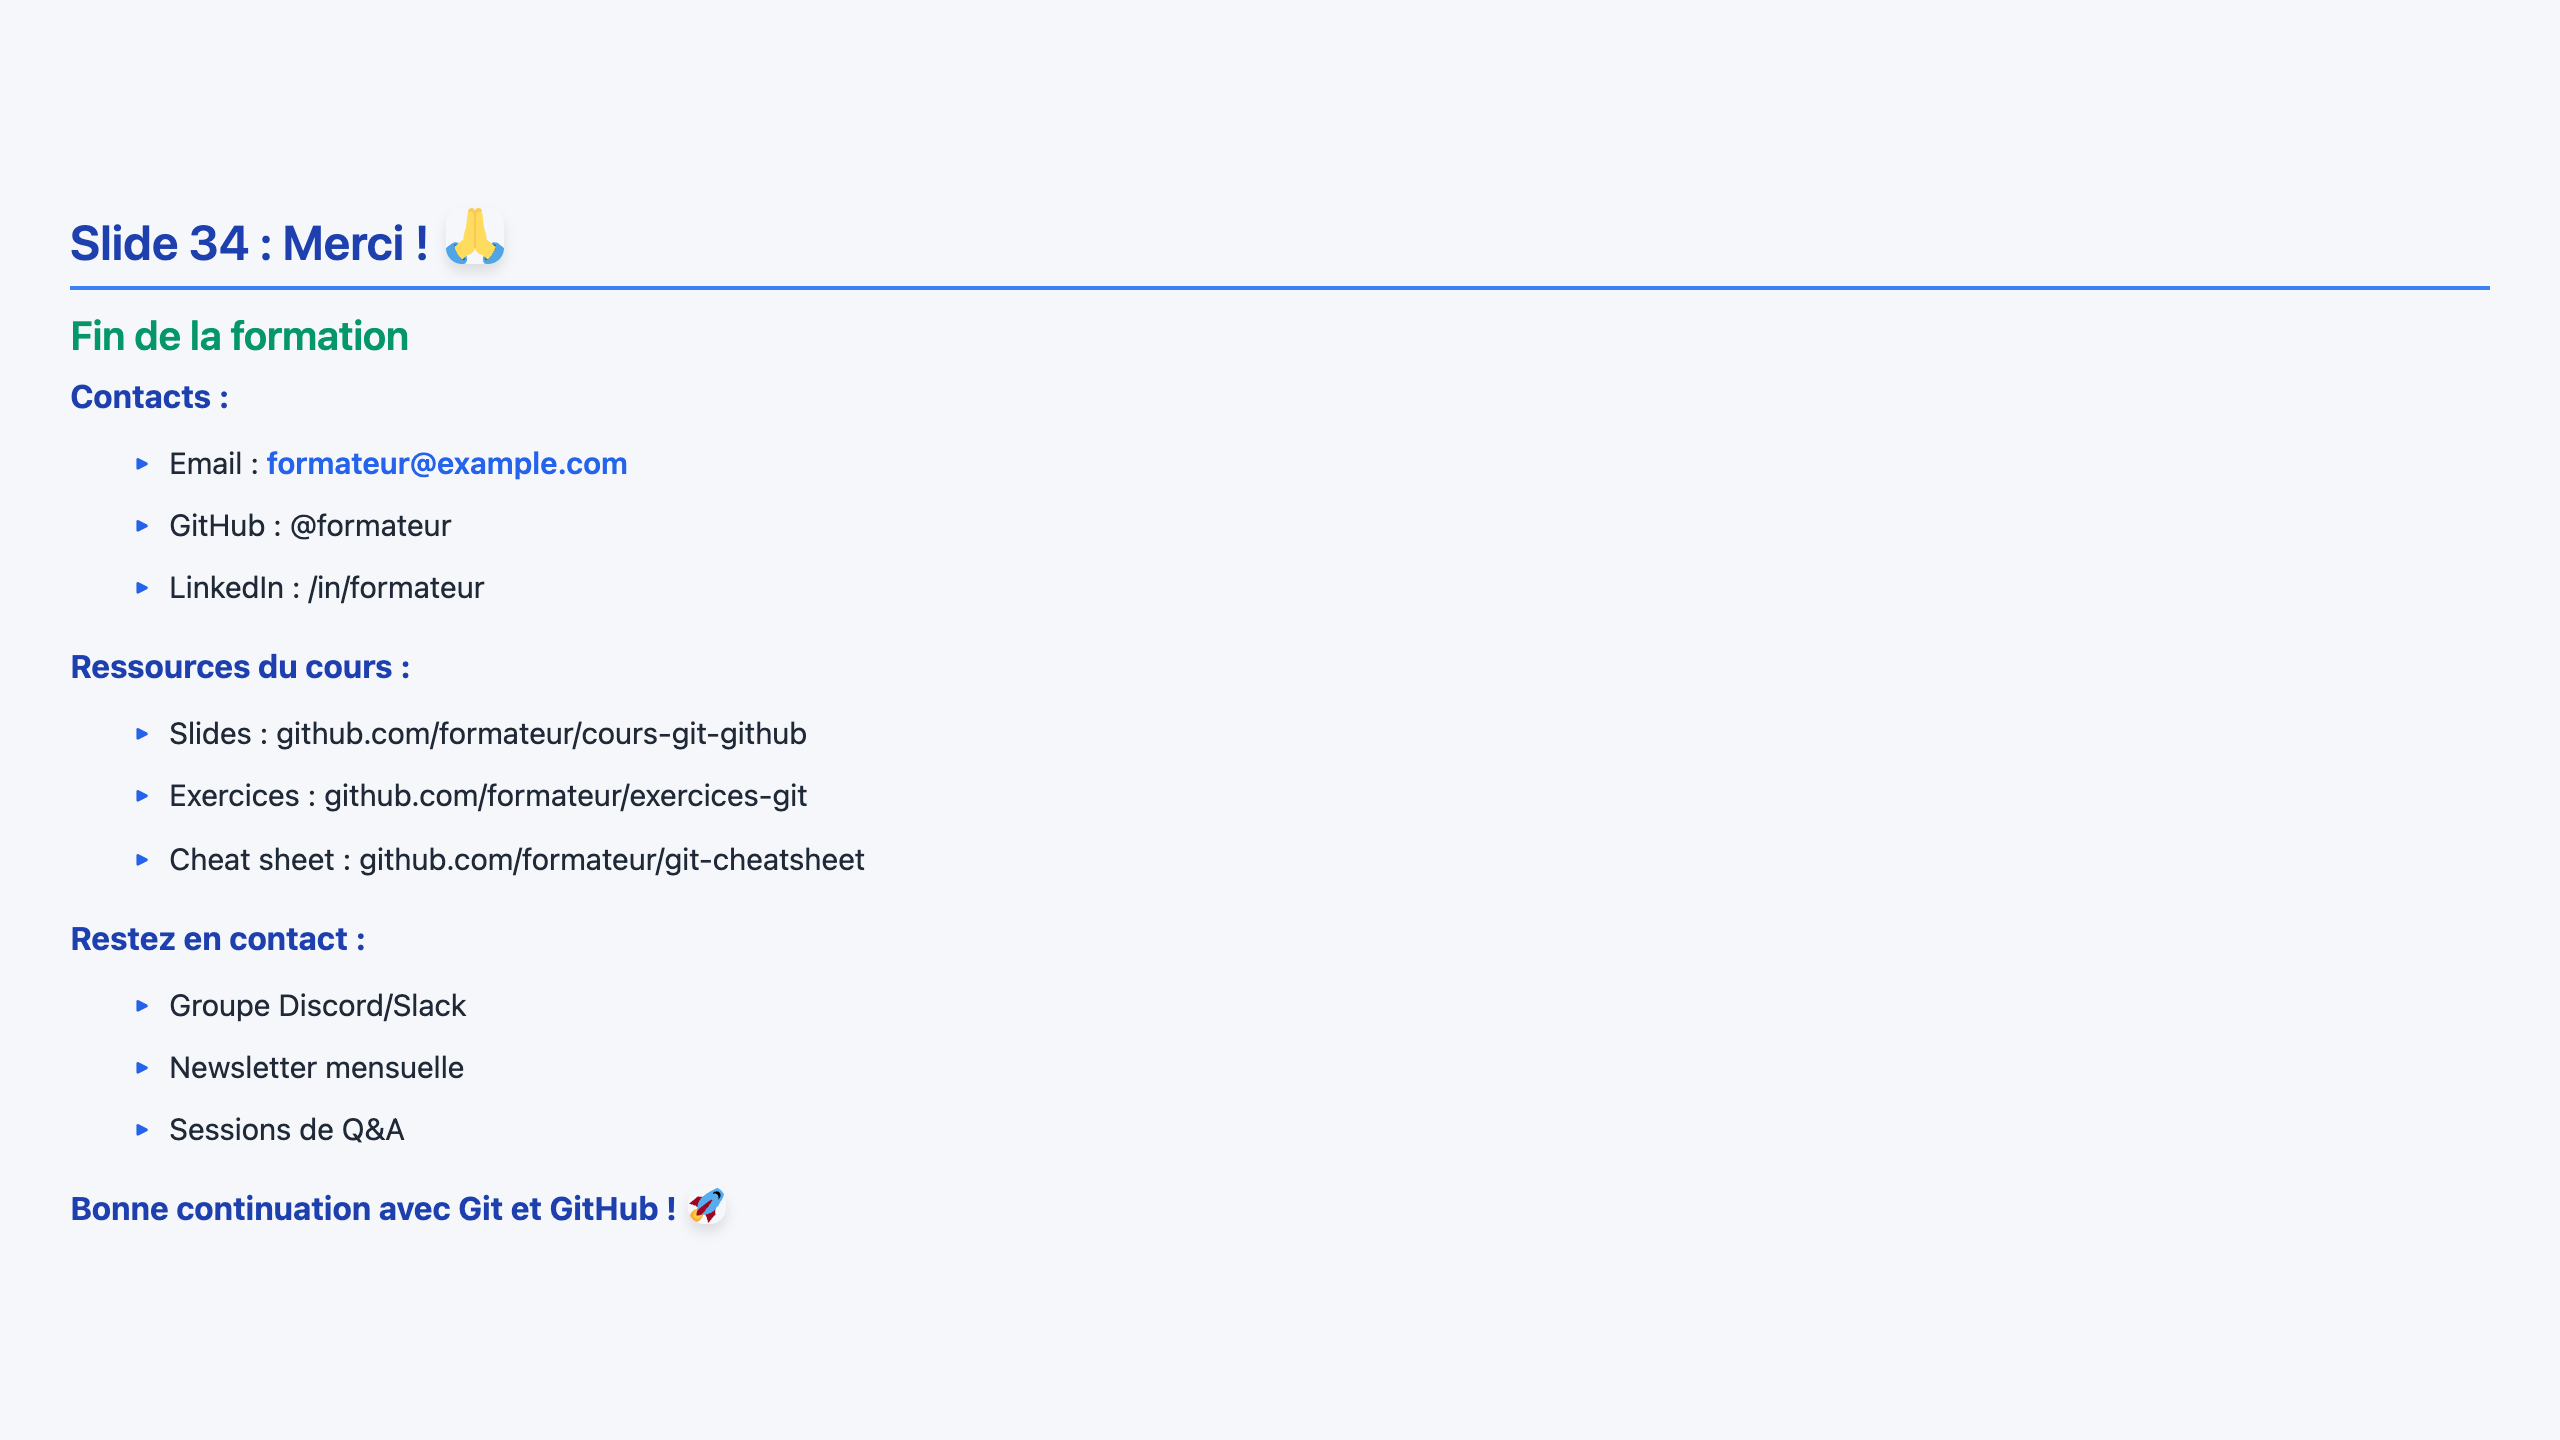 Slide 34 : Merci ! 🙏
Fin de la formation
Contacts :
Email : formateur@example.com
GitHub : @formateur
LinkedIn : /in/formateur
Ressources du cours :
Slides : github.com/formateur/cours-git-github
Exercices : github.com/formateur/exercices-git
Cheat sheet : github.com/formateur/git-cheatsheet
Restez en contact :
Groupe Discord/Slack
Newsletter mensuelle
Sessions de Q&A
Bonne continuation avec Git et GitHub ! 🚀